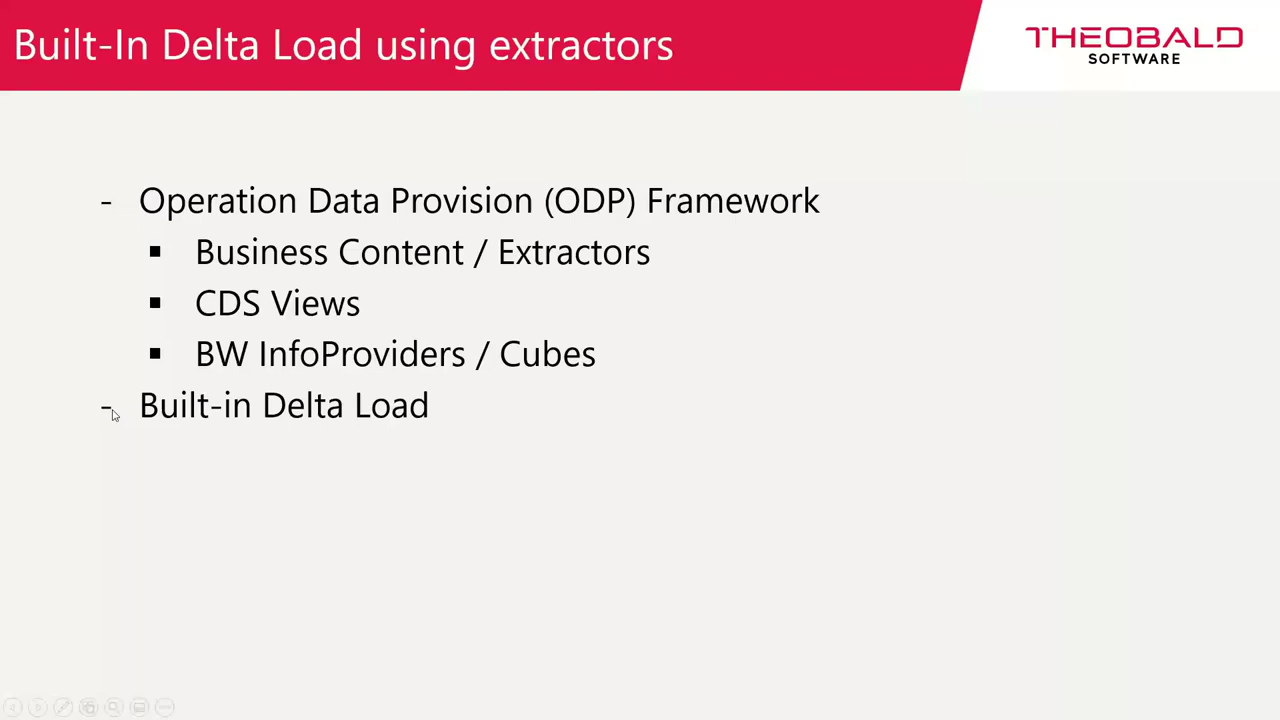 Built-In Delta Load using extractors
THEOBALD
SOFTWARE
- Operation Data Provision (ODP) Framework
▪ Business Content / Extractors
▪ CDS Views
▪ BW InfoProviders / Cubes
- Built-in Delta Load